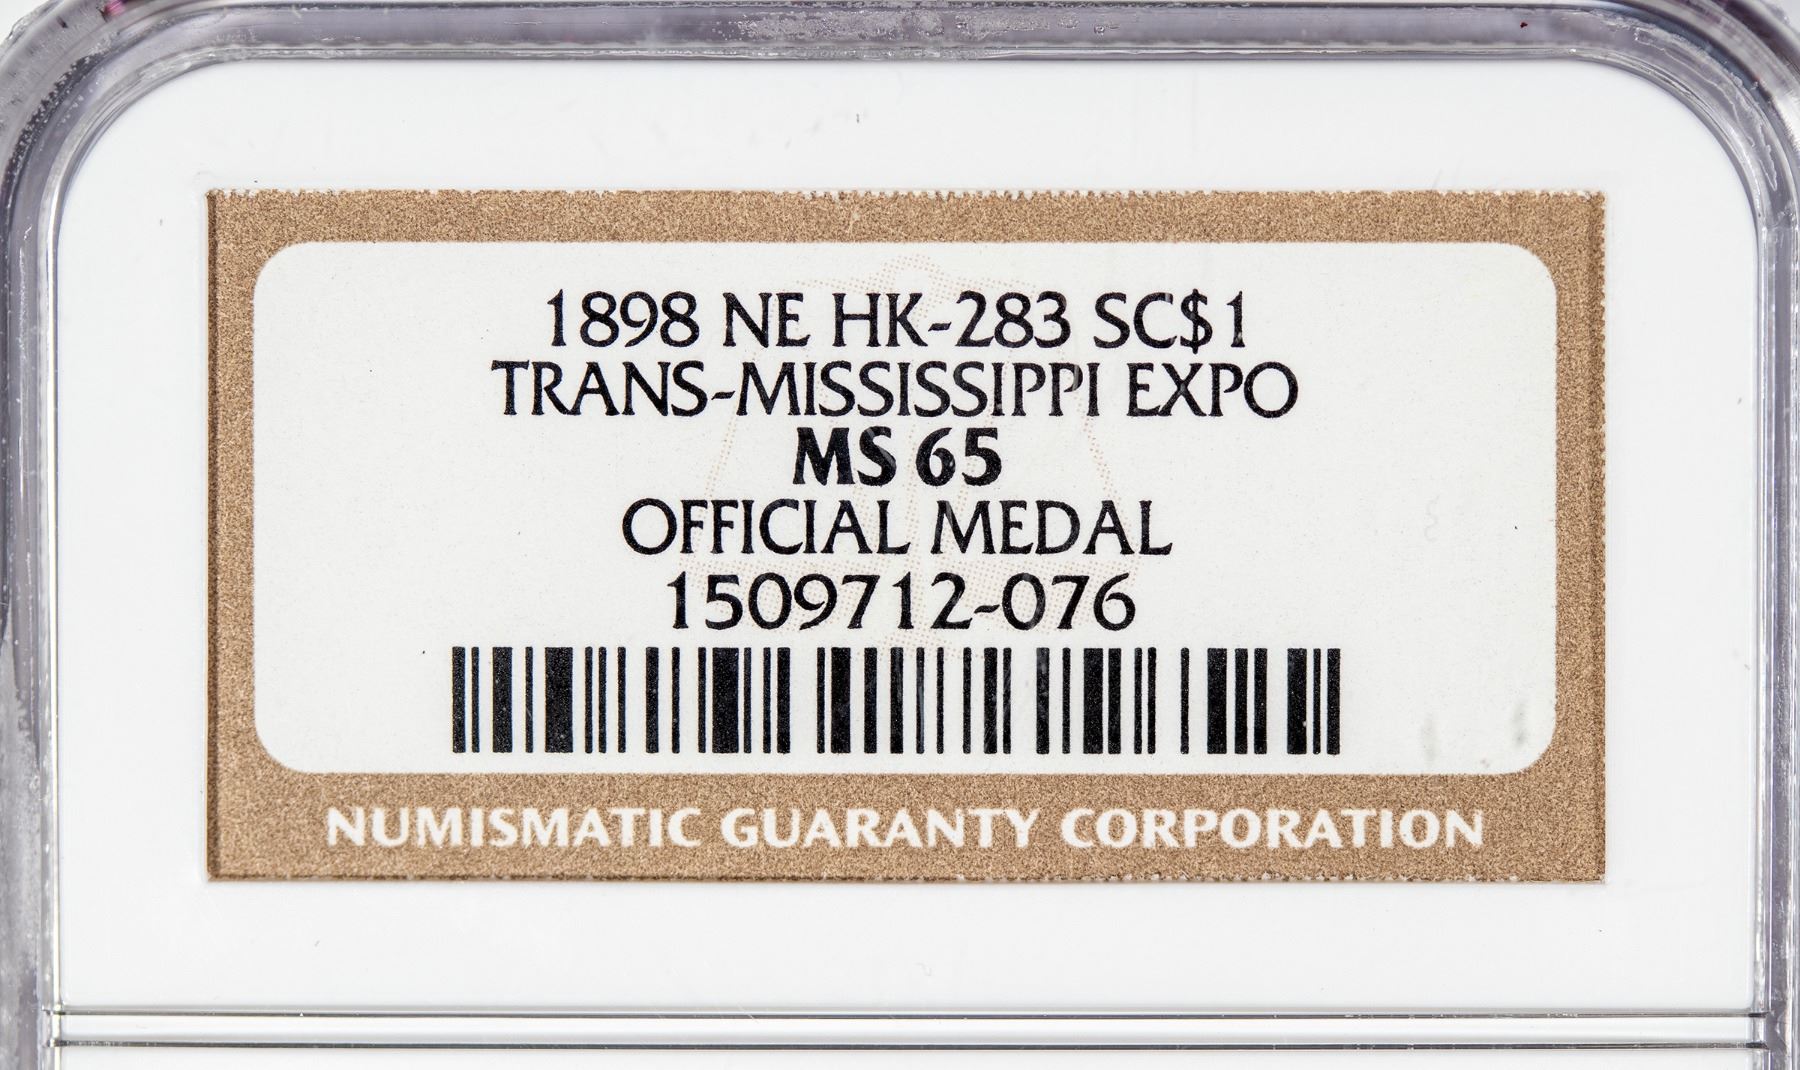 1898 NE HK-283 SC$1
TRANS-MISSISSIPPI EXPO
MS 65
OFFICIAL MEDAL
1509712-076
NUMISMATIC GUARANTY CORPORATION